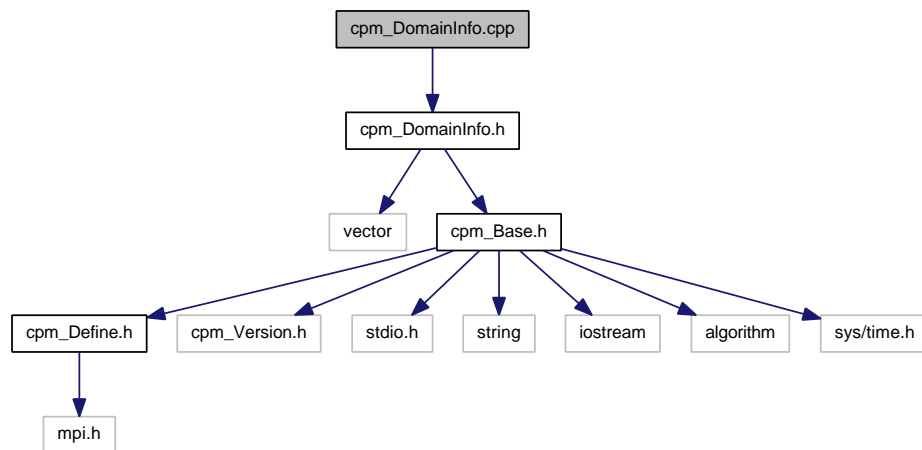 cpm_DomainInfo.cpp
cpm_DomainInfo.h
vector
cpm_Base.h
cpm_Define.h
cpm_Version.h
stdio.h
string
iostream
algorithm
sys/time.h
mpi.h